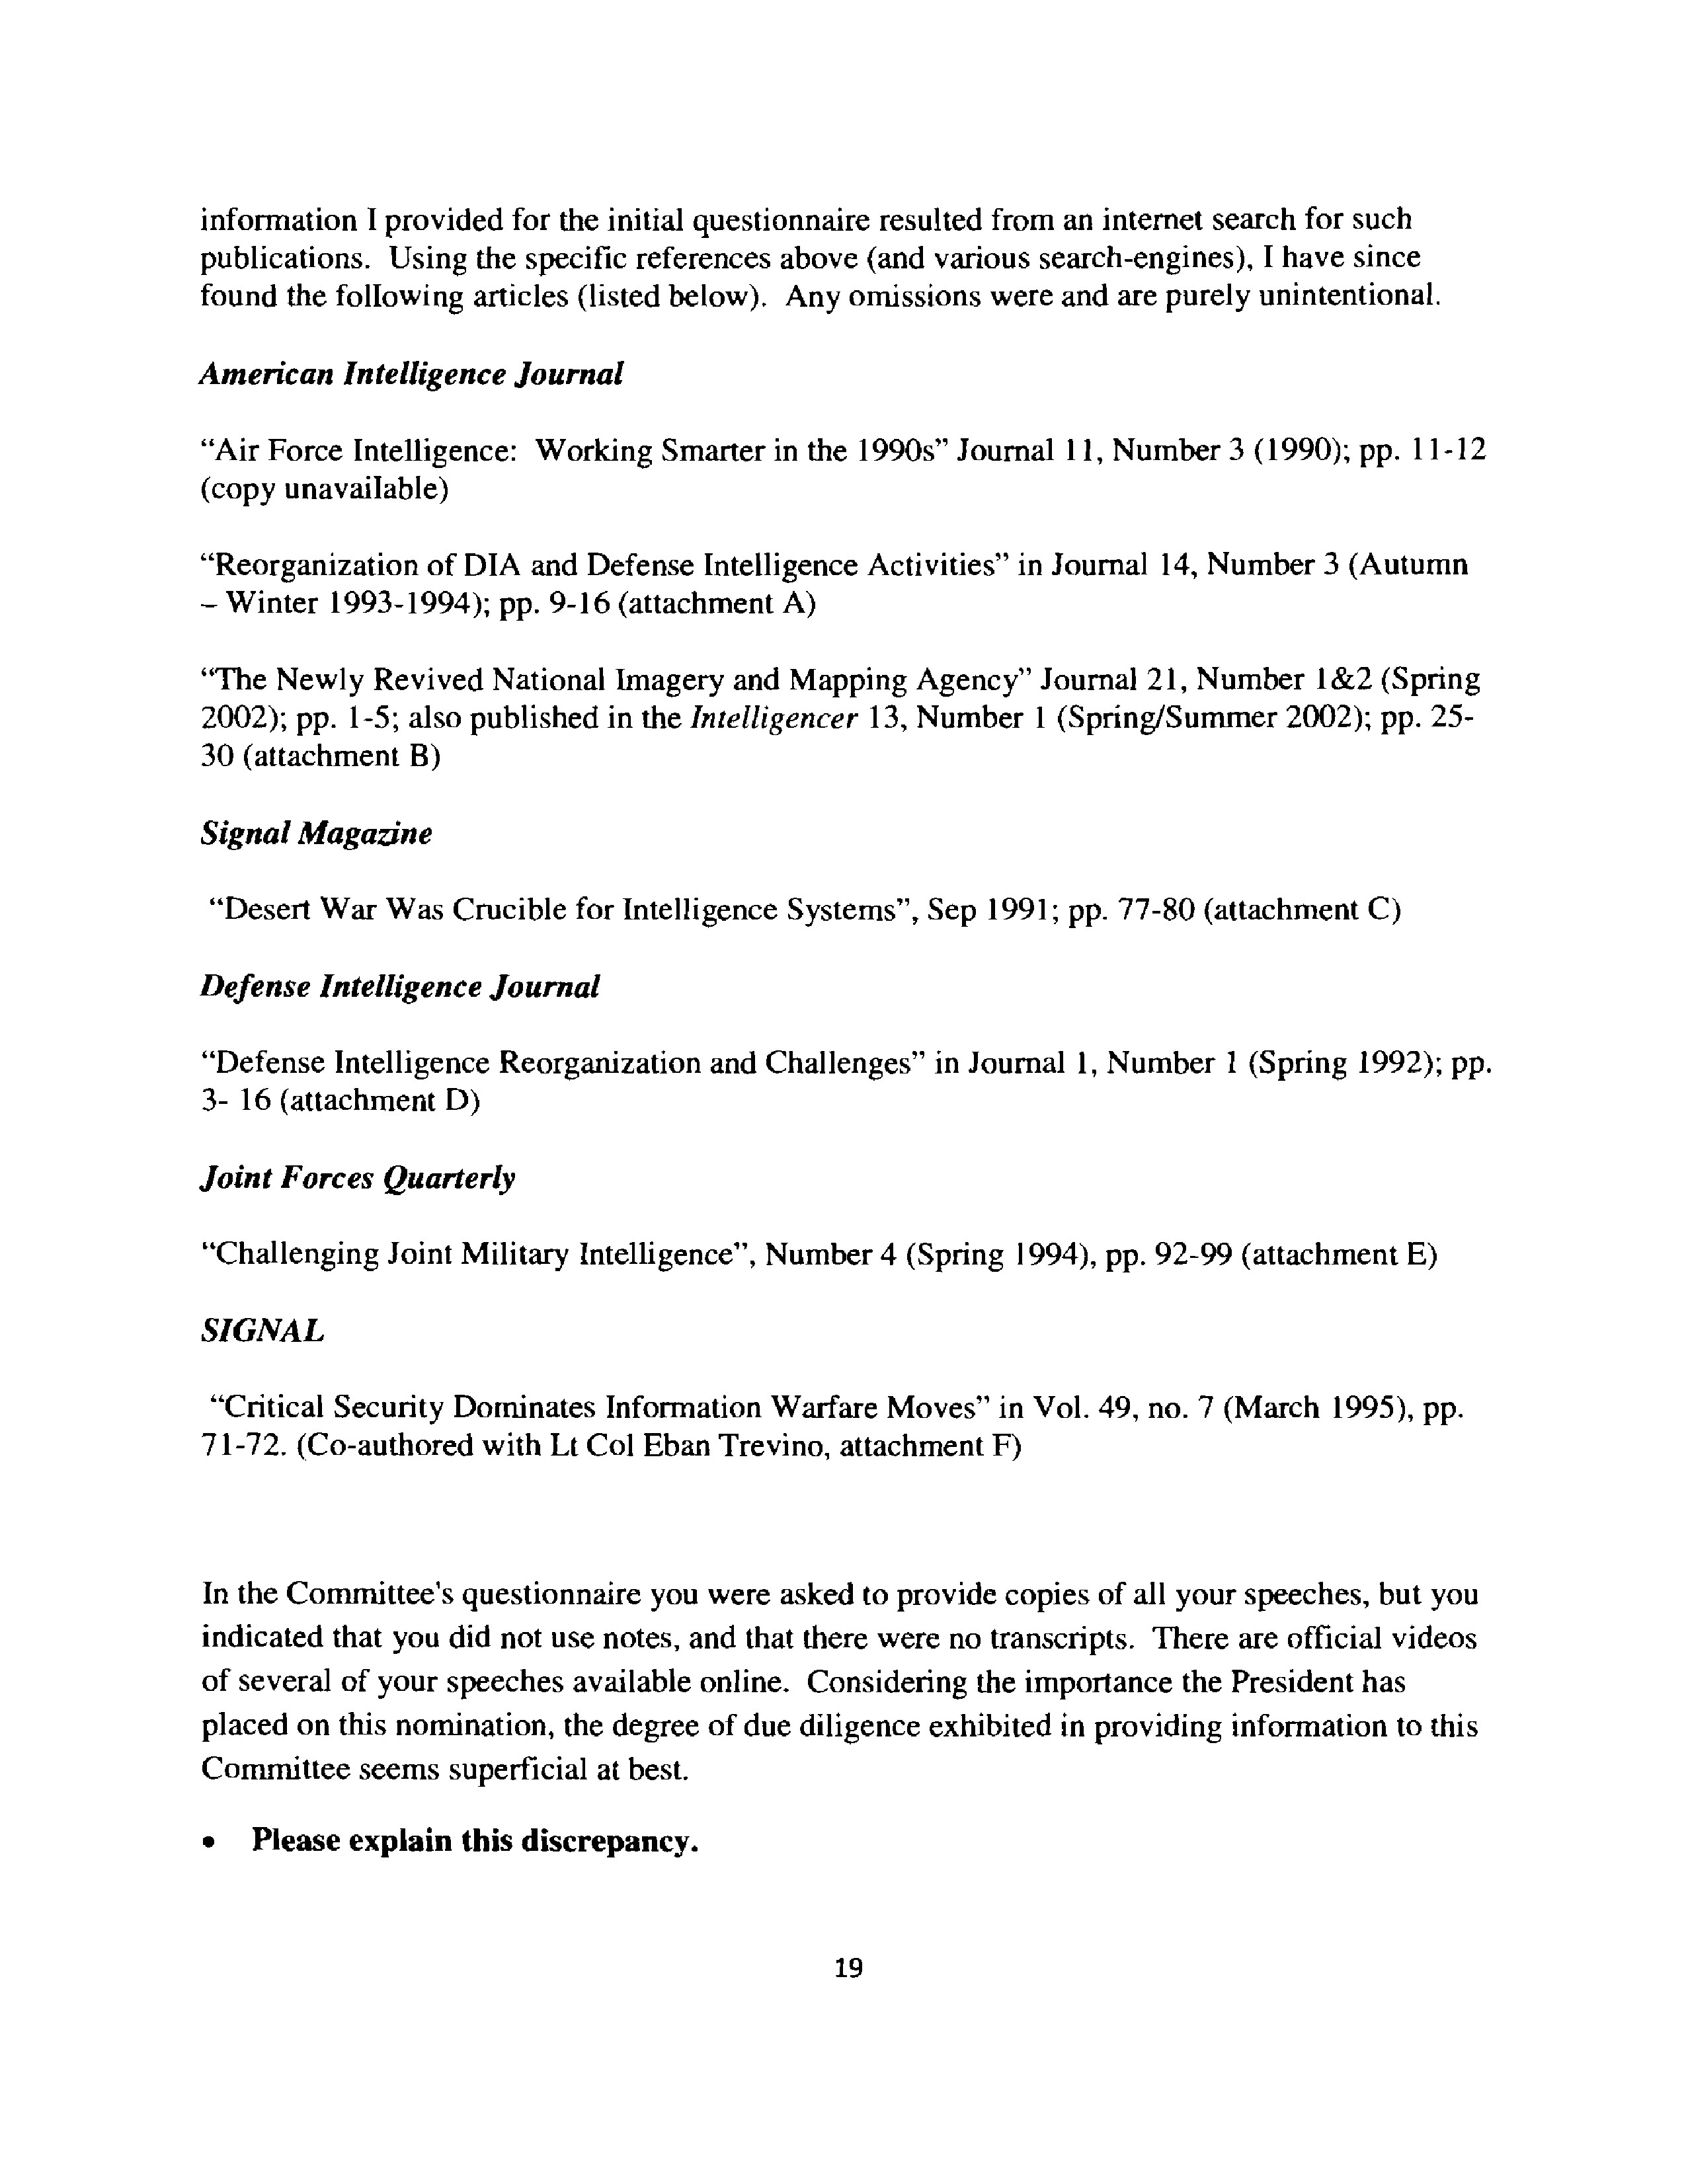 information I provided for the initial questionnaire resulted from an internet search for such
publications.  Using the specific references above (and various search-engines), I have since
found the following articles (listed below).  Any omissions were and are purely unintentional.
American Intelligence Journal
“Air Force Intelligence:  Working Smarter in the 1990s” Journal 11, Number 3 (1990); pp. 11-12
(copy unavailable)
“Reorganization of DIA and Defense Intelligence Activities” in Journal 14, Number 3 (Autumn
– Winter 1993-1994); pp. 9-16 (attachment A)
“The Newly Revived National Imagery and Mapping Agency” Journal 21, Number 1&2 (Spring
2002); pp. 1-5; also published in the Intelligencer 13, Number 1 (Spring/Summer 2002); pp. 25-
30 (attachment B)
Signal Magazine
“Desert War Was Crucible for Intelligence Systems”, Sep 1991; pp. 77-80 (attachment C)
Defense Intelligence Journal
“Defense Intelligence Reorganization and Challenges” in Journal 1, Number 1 (Spring 1992); pp.
3- 16 (attachment D)
Joint Forces Quarterly
“Challenging Joint Military Intelligence”, Number 4 (Spring 1994), pp. 92-99 (attachment E)
SIGNAL
“Critical Security Dominates Information Warfare Moves” in Vol. 49, no. 7 (March 1995), pp.
71-72. (Co-authored with Lt Col Eban Trevino, attachment F)
In the Committee's questionnaire you were asked to provide copies of all your speeches, but you
indicated that you did not use notes, and that there were no transcripts.  There are official videos
of several of your speeches available online.  Considering the importance the President has
placed on this nomination, the degree of due diligence exhibited in providing information to this
Committee seems superficial at best.
• Please explain this discrepancy.
19